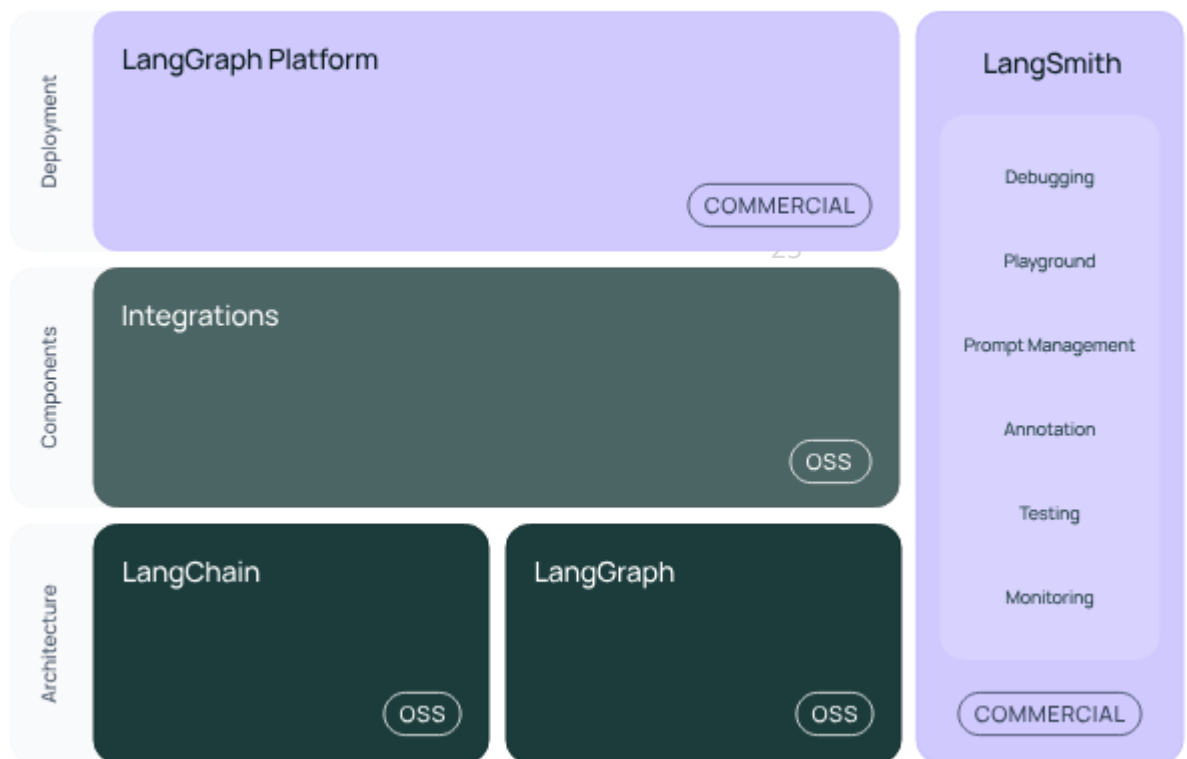 Deployment
LangGraph Platform
COMMERCIAL
Components
Integrations
OSS
Architecture
LangChain
OSS
LangGraph
OSS
LangSmith
Debugging
Playground
Prompt Management
Annotation
Testing
Monitoring
COMMERCIAL